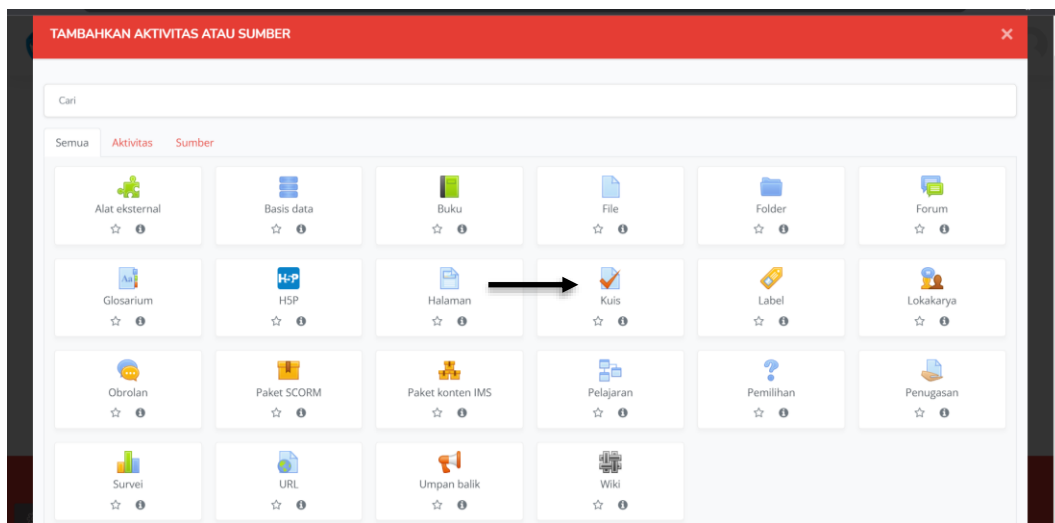 TAMBAHKAN AKTIVITAS ATAU SUMBER
Cari
Semua Aktivitas Sumber
Alat eksternal Basis data Buku File Folder Forum
Glosarium H5P Halaman Kuis Label Lokakarya
Obrolan Paket SCORM Paket konten IMS Pelajaran Pemilihan Penugasan
Survei URL Umpan balik Wiki